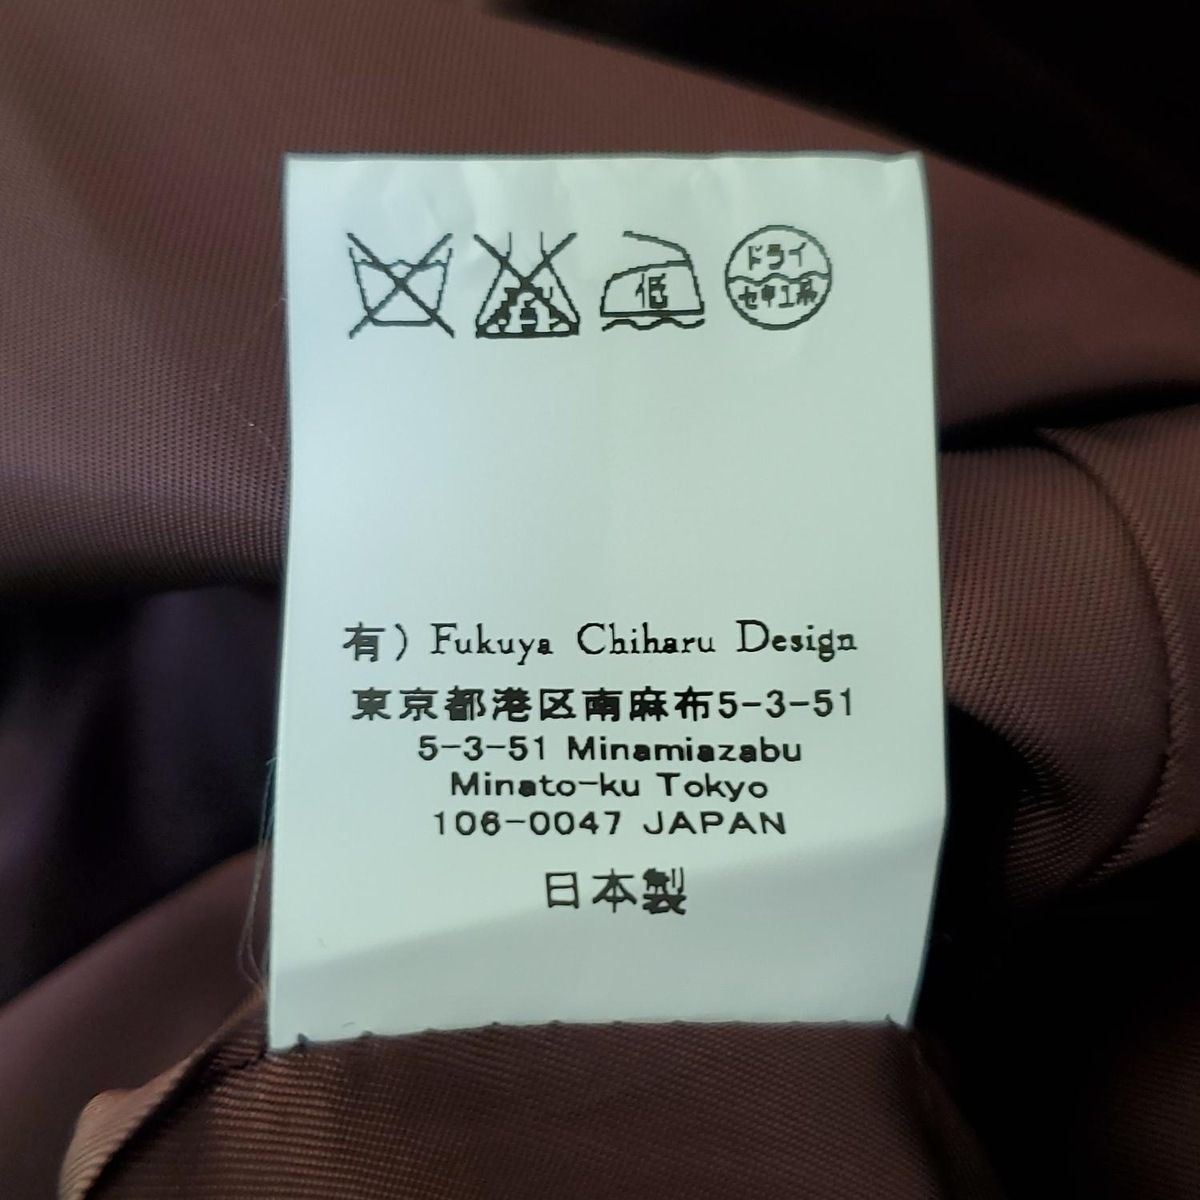 低
ドライ
セキユ系
有) Fukuya Chiharu Design
東京都港区南麻布5-3-51
5-3-51 Minamiazabu
Minato-ku Tokyo
106-0047 JAPAN
日本製